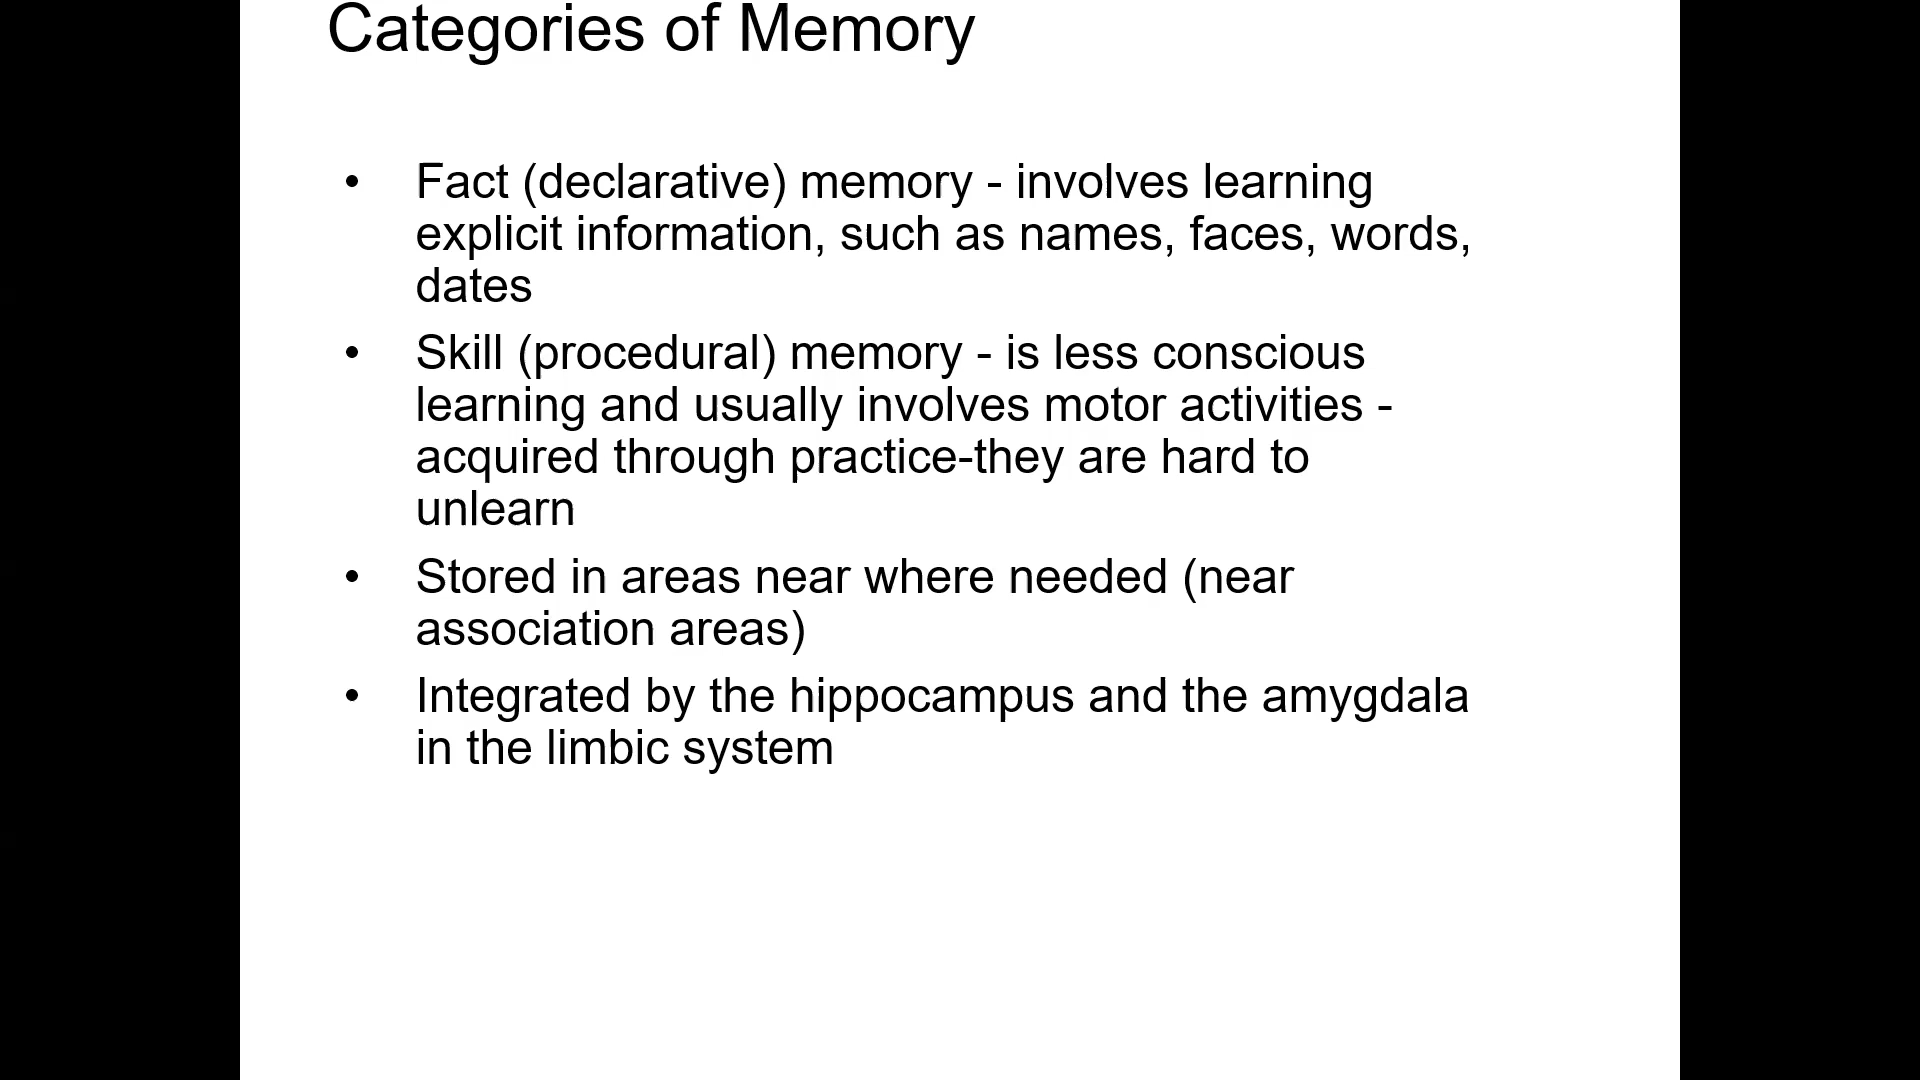 Categories of Memory
• Fact (declarative) memory - involves learning
explicit information, such as names, faces, words,
dates
• Skill (procedural) memory - is less conscious
learning and usually involves motor activities -
acquired through practice-they are hard to
unlearn
• Stored in areas near where needed (near
association areas)
• Integrated by the hippocampus and the amygdala
in the limbic system